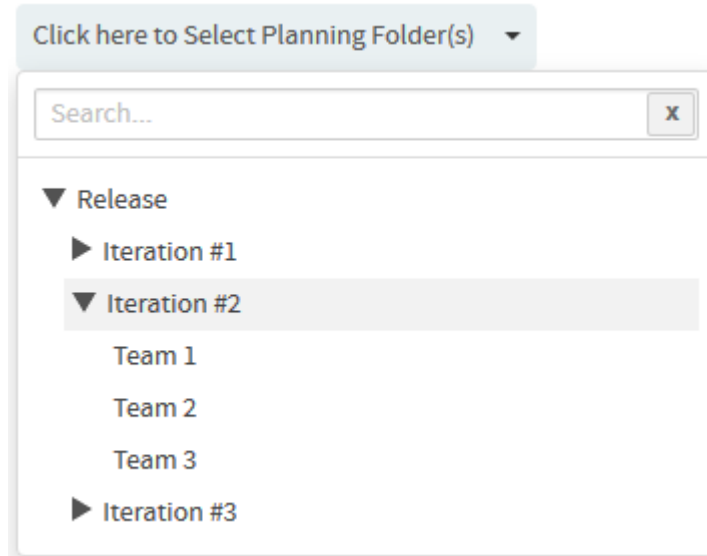 Click here to Select Planning Folder(s)
Search...
x
Release
Iteration #1
Iteration #2
Team 1
Team 2
Team 3
Iteration #3